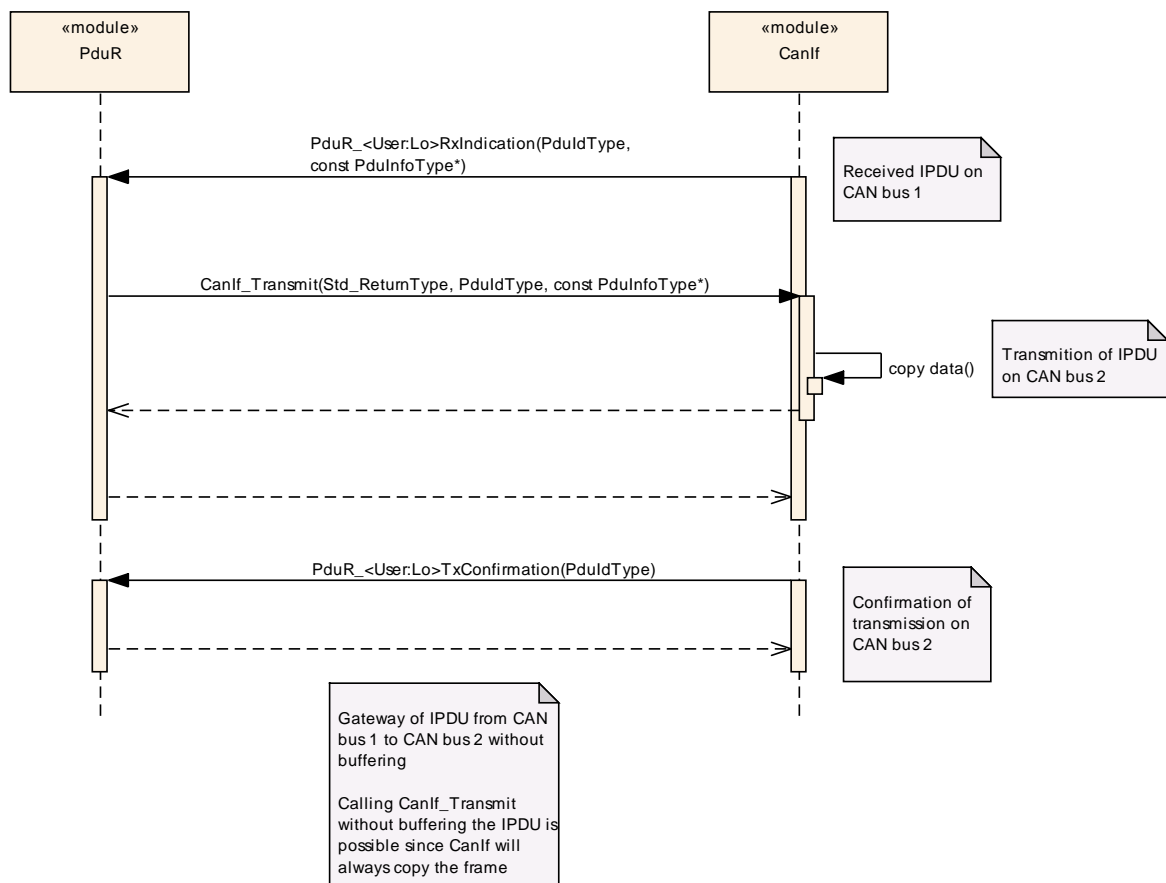 «module»
PduR
«module»
CanIf
PduR_<User:Lo>RxIndication(PduIdType,
const PduInfoType*)
Received IPDU on
CAN bus 1
CanIf_Transmit(Std_ReturnType, PduIdType, const PduInfoType*)
copy data()
Transmition of IPDU
on CAN bus 2
PduR_<User:Lo>TxConfirmation(PduIdType)
Confirmation of
transmission on
CAN bus 2
Gateway of IPDU from CAN
bus 1 to CAN bus 2 without
buffering
Calling CanIf_Transmit
without buffering the IPDU is
possible since CanIf will
always copy the frame